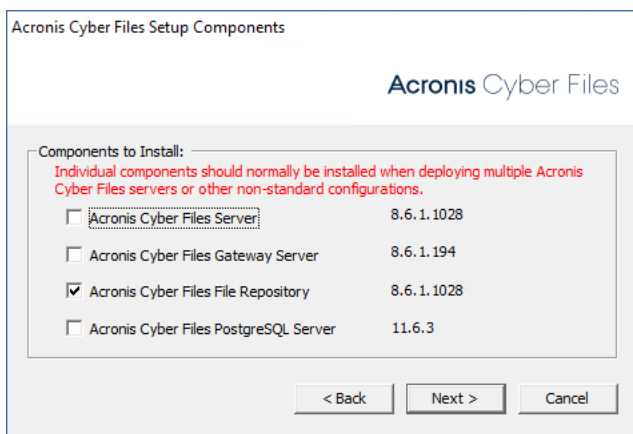 Acronis Cyber Files Setup Components
Acronis Cyber Files
Components to Install:
Individual components should normally be installed when deploying multiple Acronis
Cyber Files servers or other non-standard configurations.
Acronis Cyber Files Server 8.6.1.1028
Acronis Cyber Files Gateway Server 8.6.1.194
Acronis Cyber Files File Repository 8.6.1.1028
Acronis Cyber Files PostgreSQL Server 11.6.3
< Back Next > Cancel